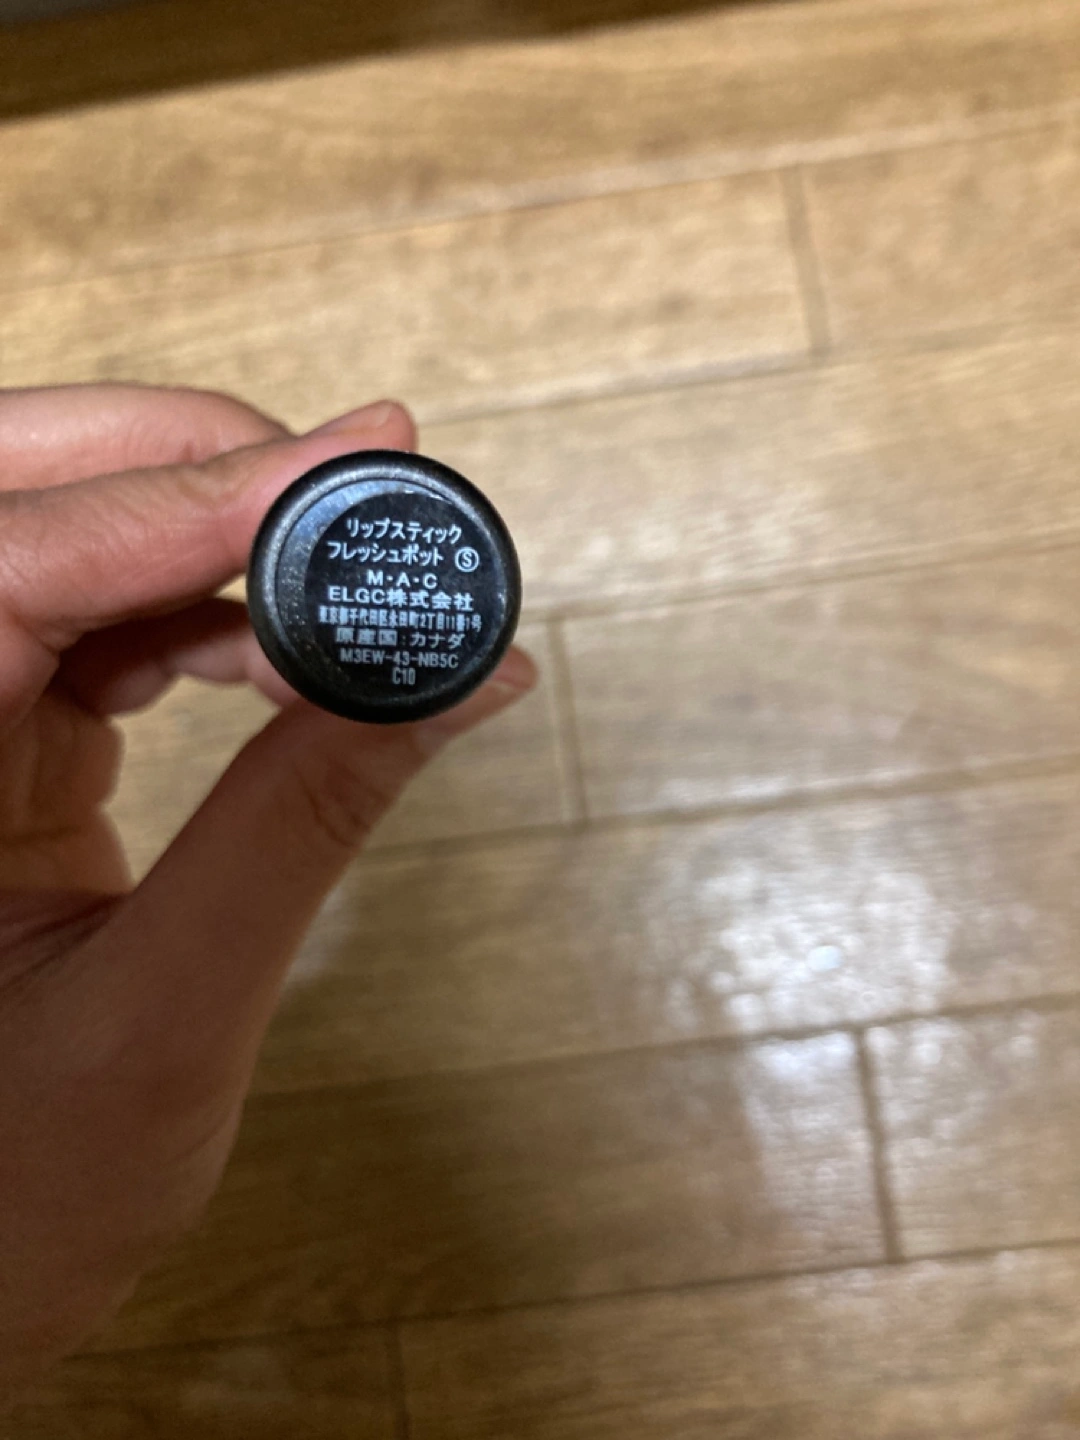 リップスティック
フレッシュポット Ⓢ
M・A・C
ELGC株式会社
東京都千代田区永田町2丁目11番1号
原産国:カナダ
M3EW-43-NB5C
C10